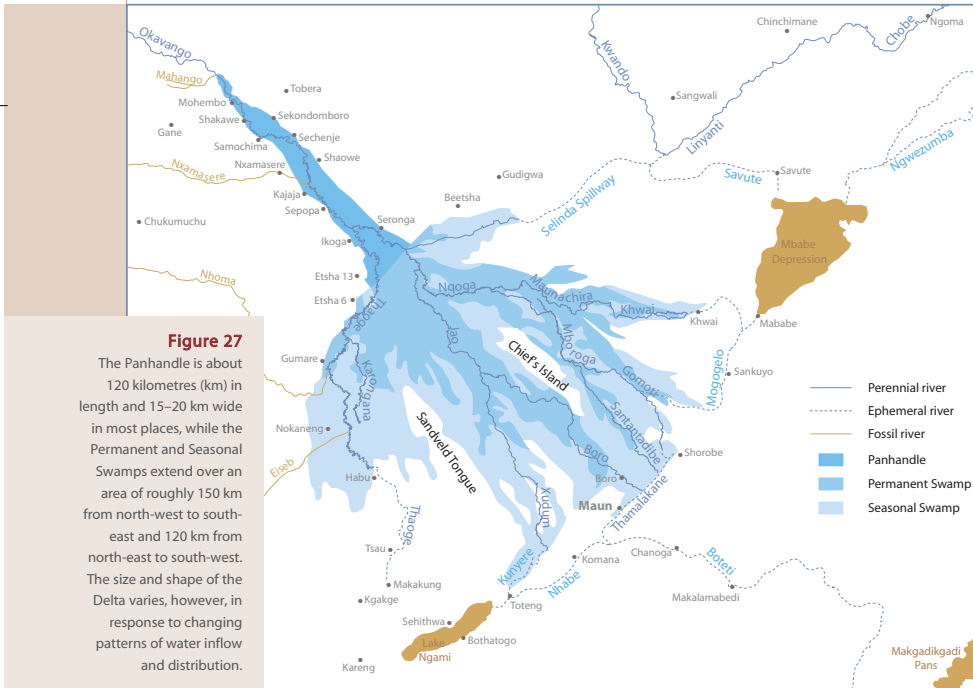 Okavango
Mahango
Tobera
Mohembo
Shakawe
Sekondomboro
Gane
Samochima
Sechenje
Shaowe
Nxamasere
Nxamasere
Kajaja
Sepopa
Chukumuchu
Seronga
Ikoga
Nhoma
Etsha 13
Etsha 6
Thaoge
Gumare
Karongana
Nokaneng
Eiseb
Habu
Thaoge
Tsau
Makakung
Kgakge
Sehithwa
Lake
Ngami
Bothatogo
Kareng
Toteng
Kunyere
Nhabe
Komana
Xudum
Sandveld Tongue
Jao
Nqoga
Maunachira
Khwai
Khwai
Mboroga
Chief's Island
Gomoti
Santantadibe
Boro
Boro
Maun
Thamalakane
Shorobe
Chanoga
Boteti
Makalamabedi
Makgadikgadi
Pans
Sankuyo
Mogogelo
Mababe
Mbabe
Depression
Savute
Savute
Ngwezumba
Linyanti
Selinda Spillway
Gudigwa
Beetsha
Sangwali
Kwando
Chinchimane
Chobe
Ngoma
Figure 27
The Panhandle is about
120 kilometres (km) in
length and 15–20 km wide
in most places, while the
Permanent and Seasonal
Swamps extend over an
area of roughly 150 km
from north-west to south-
east and 120 km from
north-east to south-west.
The size and shape of the
Delta varies, however, in
response to changing
patterns of water inflow
and distribution.
Perennial river
Ephemeral river
Fossil river
Panhandle
Permanent Swamp
Seasonal Swamp